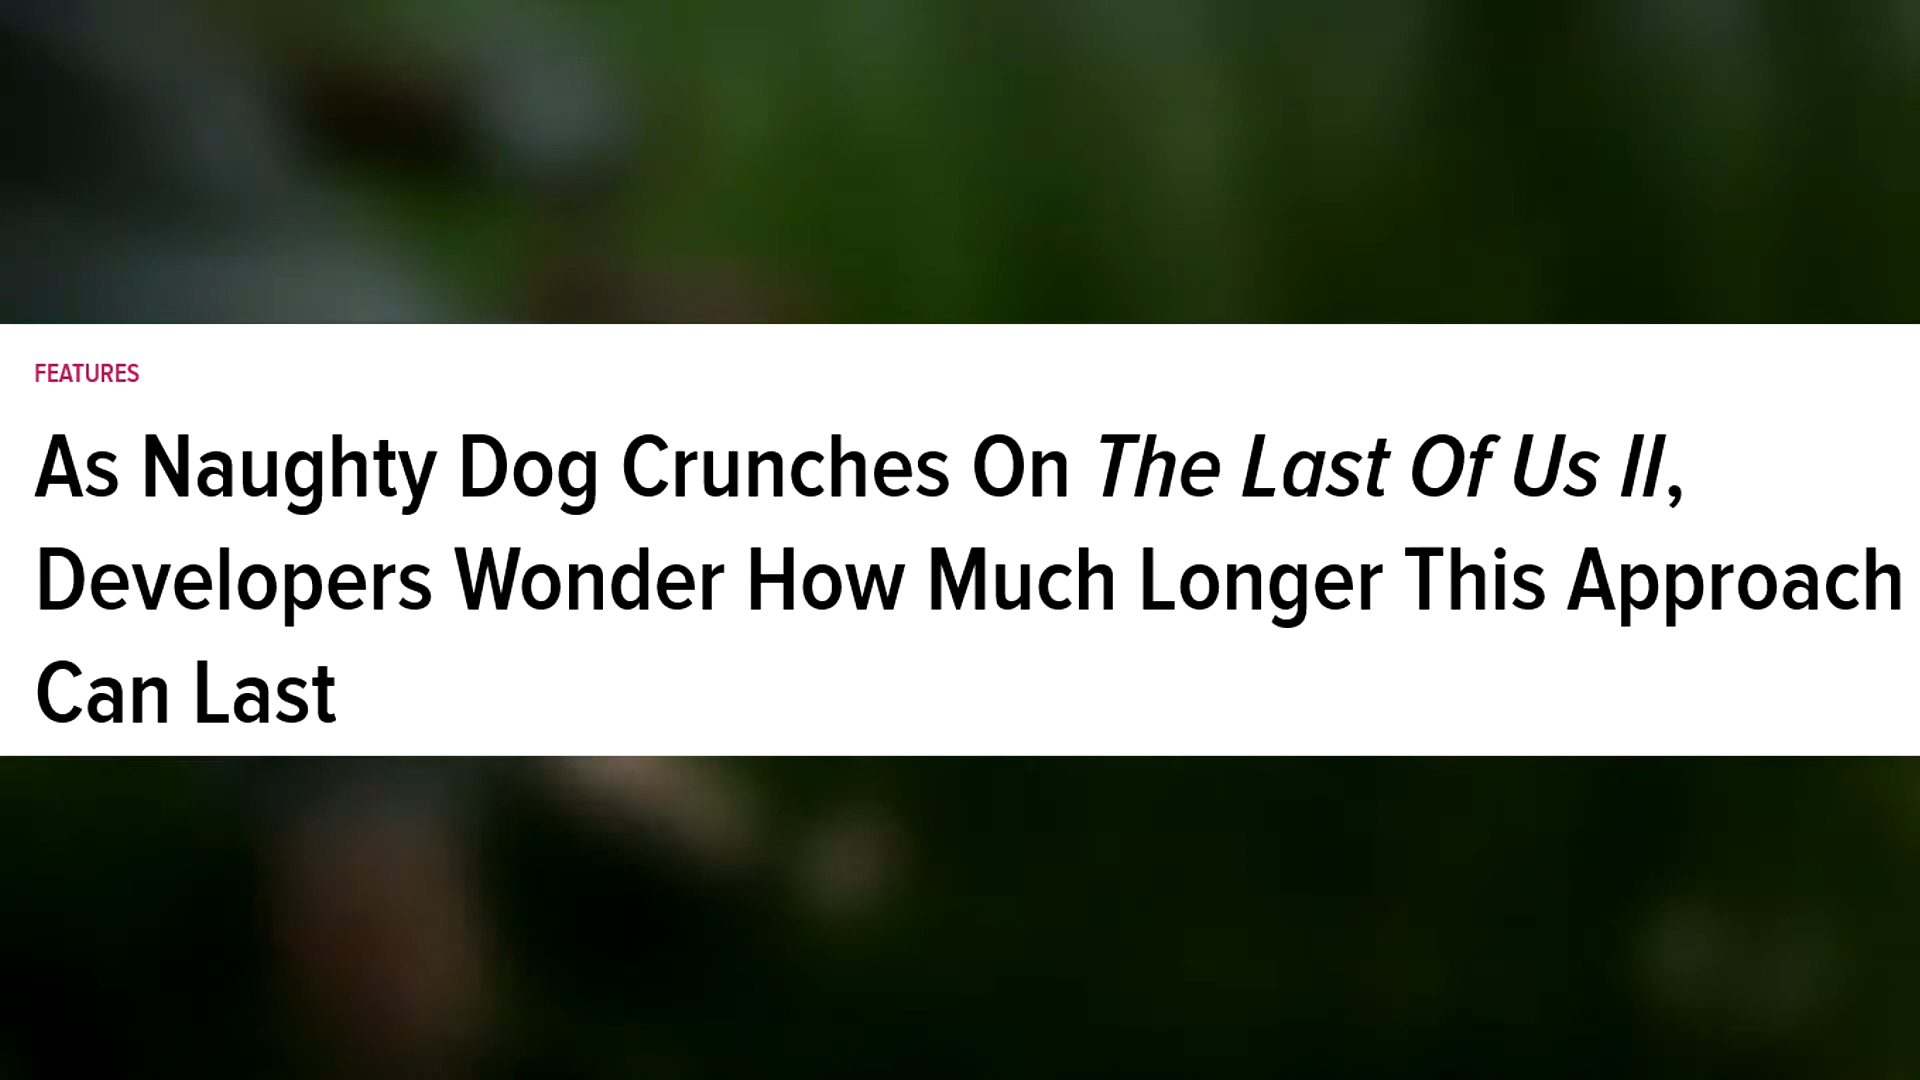 FEATURES
As Naughty Dog Crunches On The Last Of Us II,
Developers Wonder How Much Longer This Approach
Can Last